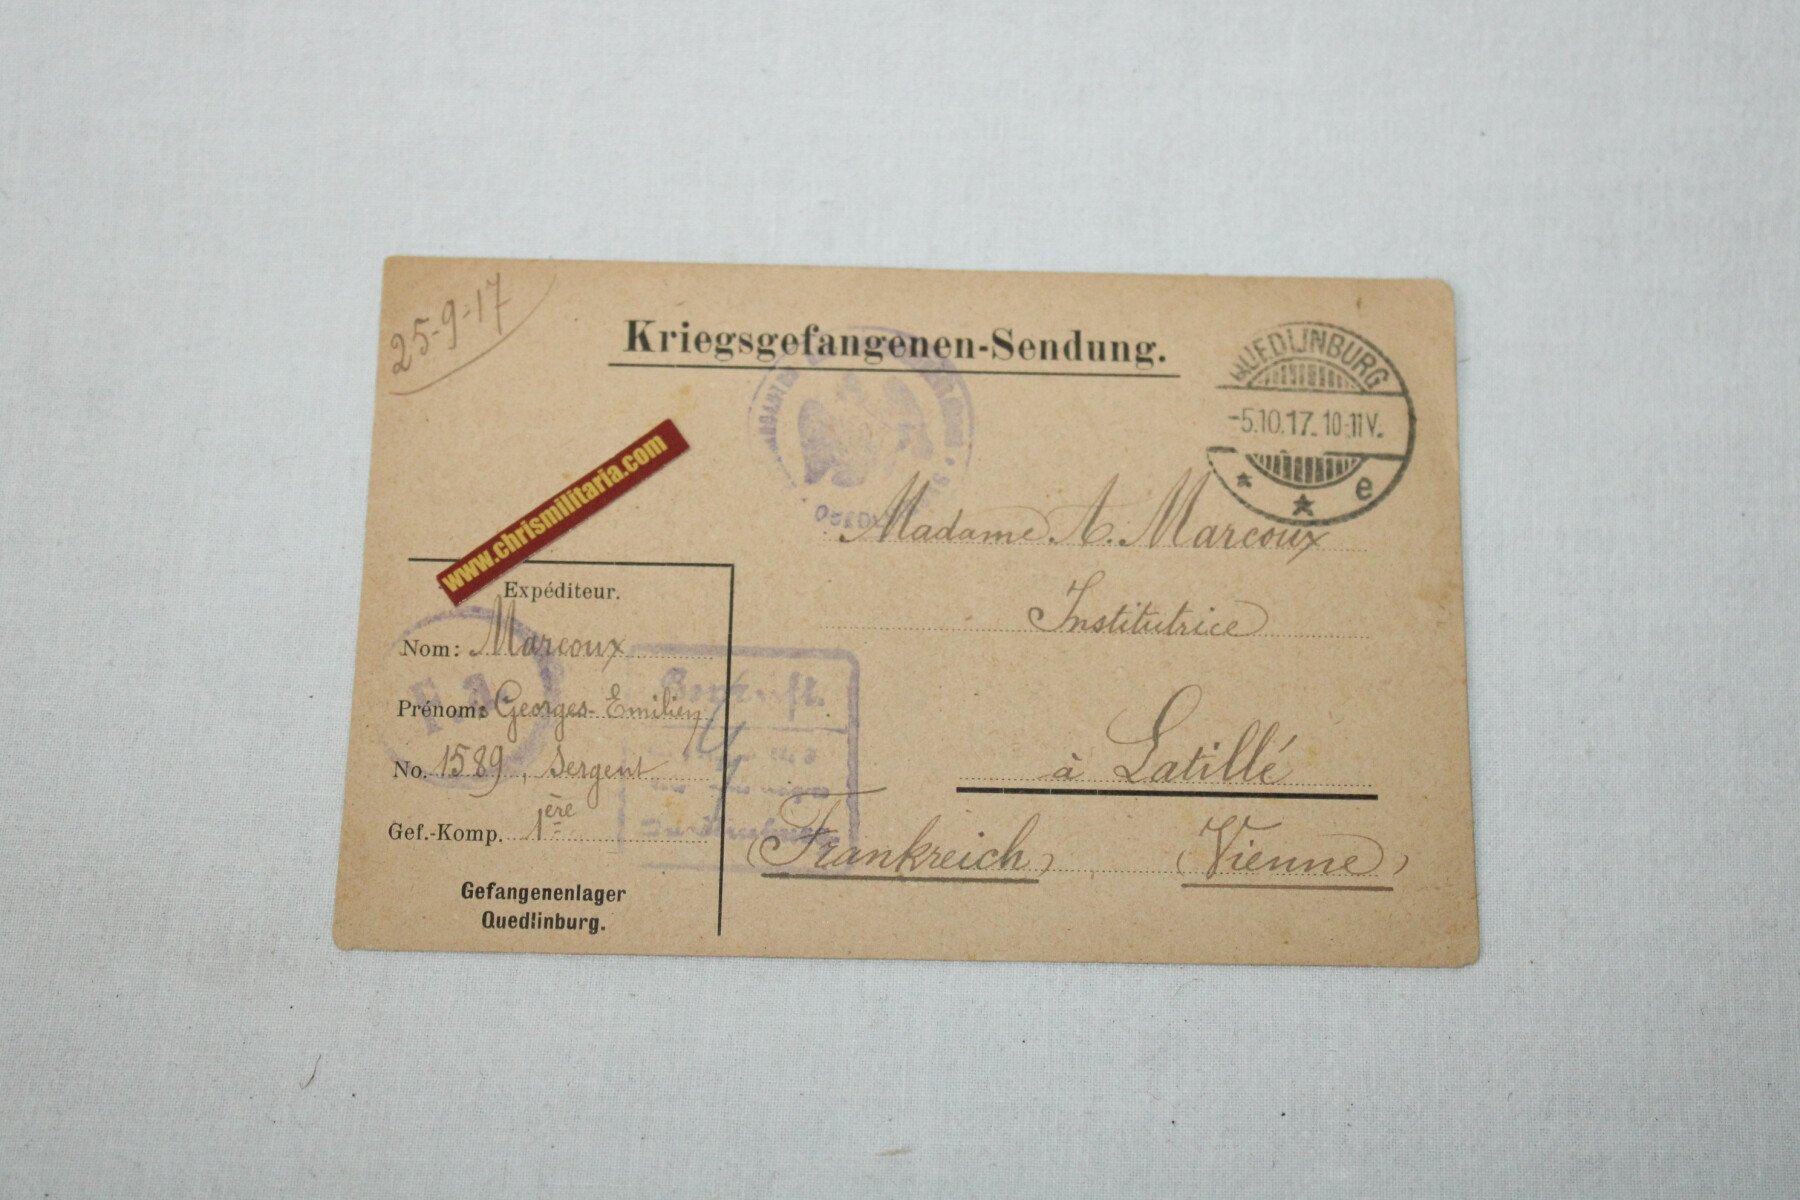 25-9-17
Kriegsgefangenen-Sendung.
QUEDLINBURG
-5.10.17. 10-11 V.
* * e
www.chrismilitaria.com
Madame A. Marcoux
Institutrice
à Latillé
(Frankreich) (Vienne)
Expéditeur.
Nom: Marcoux
Prénom: Georges-Emilien
No. 1589, Sergent
Gef.-Komp. 1ère
Gefangenenlager
Quedlinburg.
F.a.